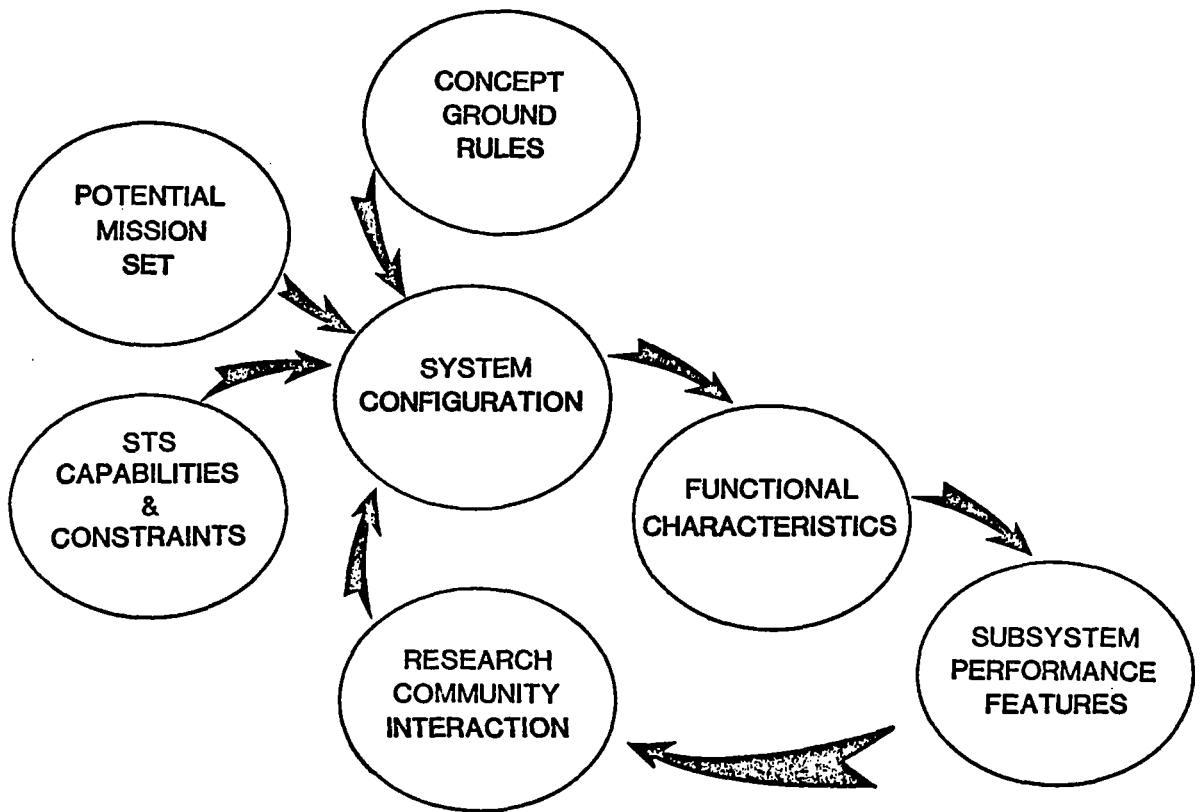 CONCEPT
GROUND
RULES
POTENTIAL
MISSION
SET
SYSTEM
CONFIGURATION
STS
CAPABILITIES
&
CONSTRAINTS
FUNCTIONAL
CHARACTERISTICS
RESEARCH
COMMUNITY
INTERACTION
SUBSYSTEM
PERFORMANCE
FEATURES